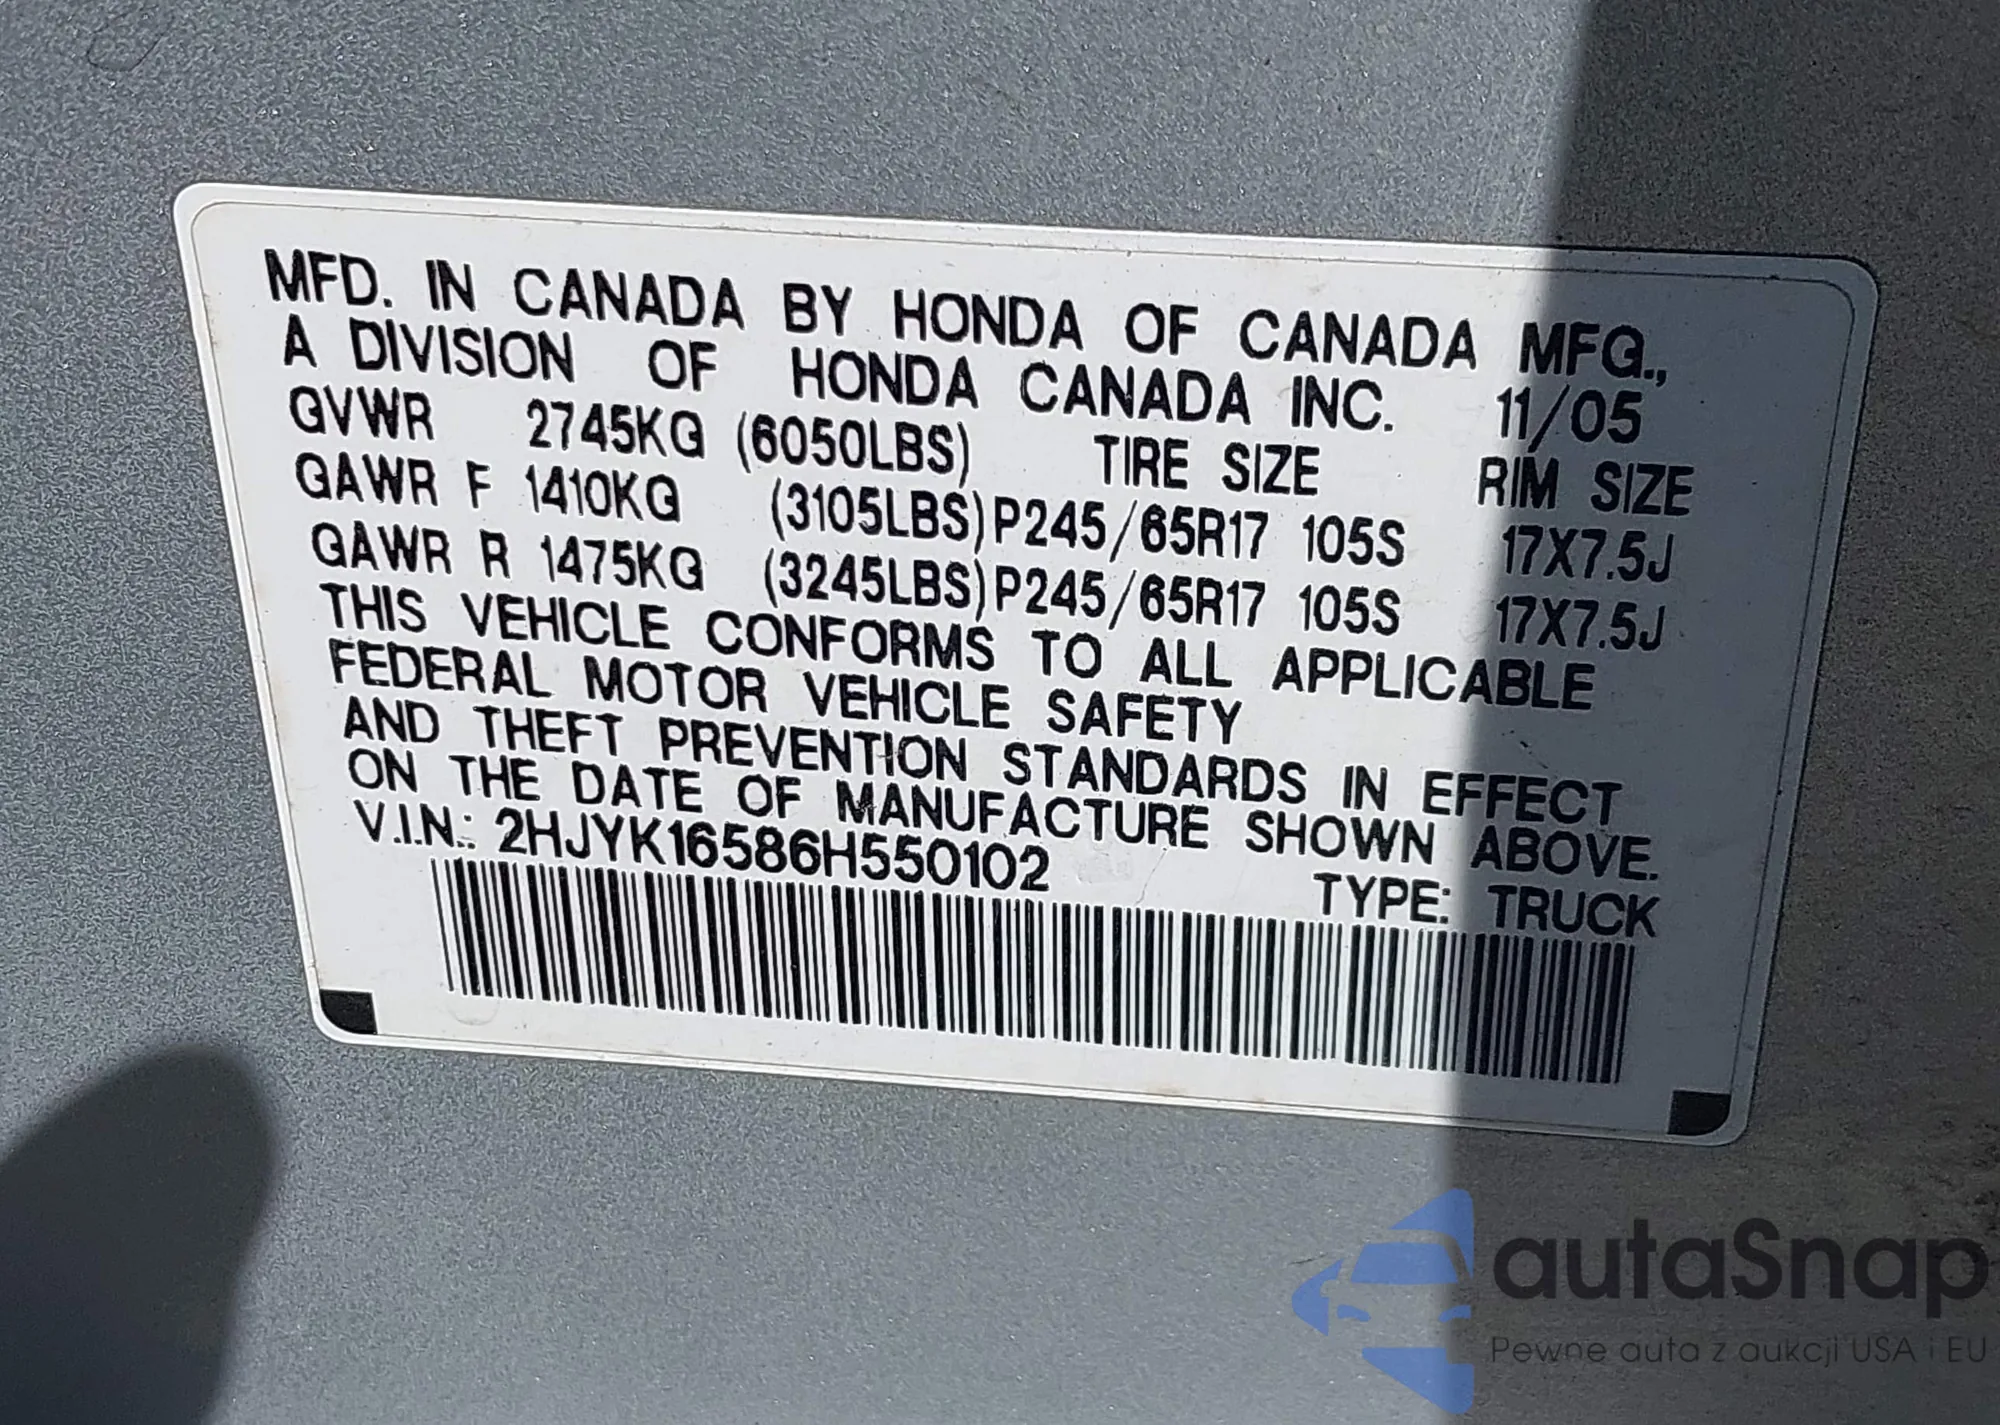 MFD. IN CANADA BY HONDA OF CANADA MFG.,
A DIVISION OF HONDA CANADA INC. 11/05
GVWR 2745KG (6050LBS) TIRE SIZE RIM SIZE
GAWR F 1410KG (3105LBS) P245/65R17 105S 17X7.5J
GAWR R 1475KG (3245LBS) P245/65R17 105S 17X7.5J
THIS VEHICLE CONFORMS TO ALL APPLICABLE
FEDERAL MOTOR VEHICLE SAFETY
AND THEFT PREVENTION STANDARDS IN EFFECT
ON THE DATE OF MANUFACTURE SHOWN ABOVE.
V.I.N.: 2HJYK16586H550102
TYPE: TRUCK
autaSnap
Pewne auta z aukcji USA i EU